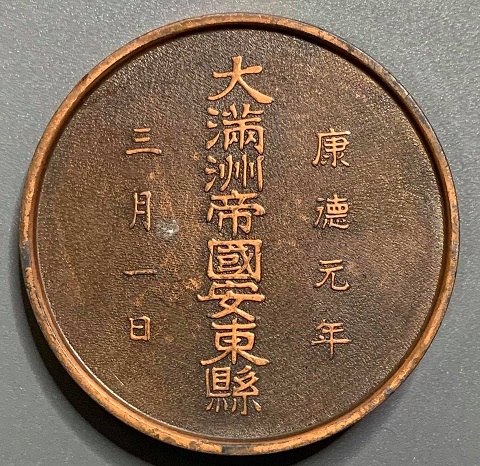 康德元年
大滿洲帝國安東縣
三月一日